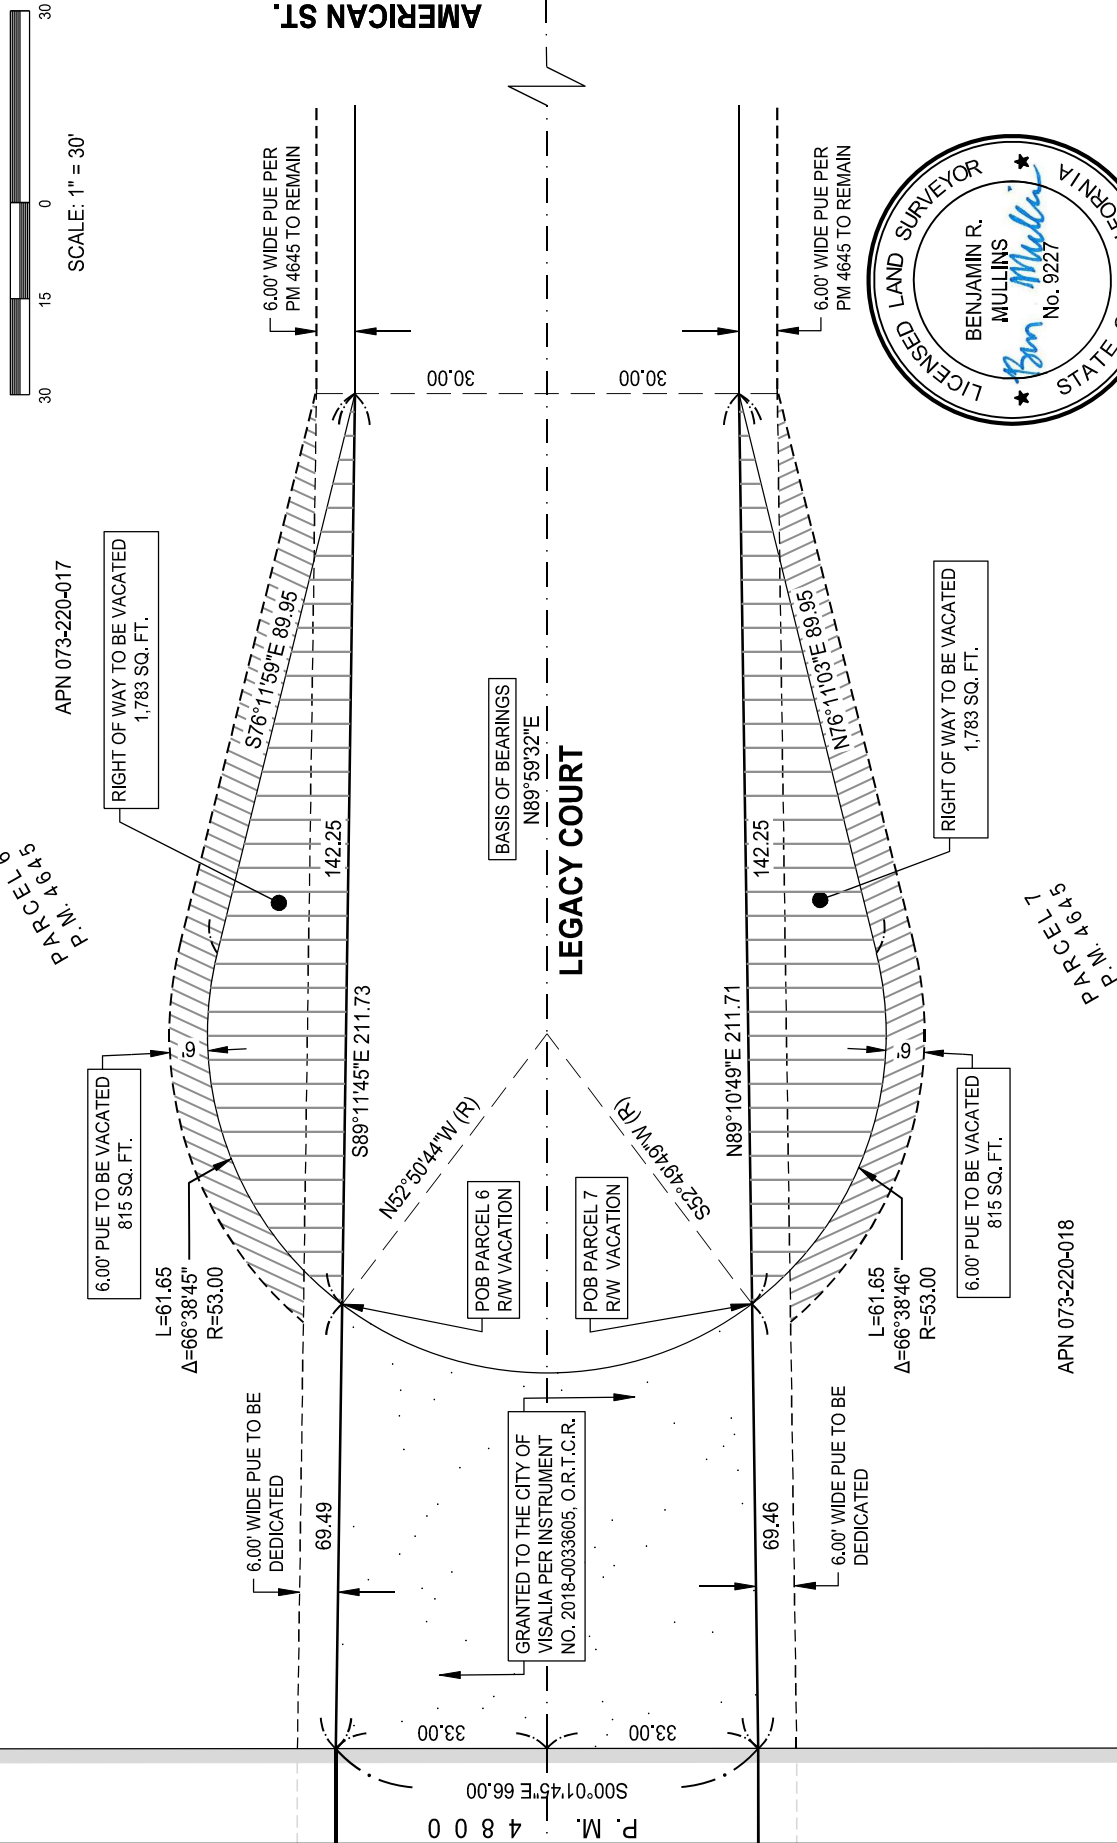 AMERICAN ST.
30
15
0
30
SCALE: 1" = 30'
6.00' WIDE PUE PER
PM 4645 TO REMAIN
APN 073-220-017
RIGHT OF WAY TO BE VACATED
1,783 SQ. FT.
PARCEL 6
P.M. 4645
6.00' PUE TO BE VACATED
815 SQ. FT.
6'
L=61.65
Δ=66°38'45"
R=53.00
S76°11'59"E 89.95
142.25
S89°11'45"E 211.73
30.00
30.00
BASIS OF BEARINGS
N89°59'32"E
LEGACY COURT
N52°50'44"W (R)
S52°49'49"W (R)
POB PARCEL 6
R/W VACATION
POB PARCEL 7
R/W VACATION
6.00' WIDE PUE TO BE
DEDICATED
69.49
GRANTED TO THE CITY OF
VISALIA PER INSTRUMENT
NO. 2018-0033605, O.R.T.C.R.
33.00
33.00
S00°01'45"E 66.00
P. M. 4800
69.46
6.00' WIDE PUE TO BE
DEDICATED
N89°10'49"E 211.71
142.25
N76°11'03"E 89.95
6'
L=61.65
Δ=66°38'46"
R=53.00
6.00' PUE TO BE VACATED
815 SQ. FT.
RIGHT OF WAY TO BE VACATED
1,783 SQ. FT.
PARCEL 7
P.M. 4645
APN 073-220-018
6.00' WIDE PUE PER
PM 4645 TO REMAIN
LICENSED LAND SURVEYOR
BENJAMIN R.
MULLINS
Ben Mullins
No. 9227
STATE